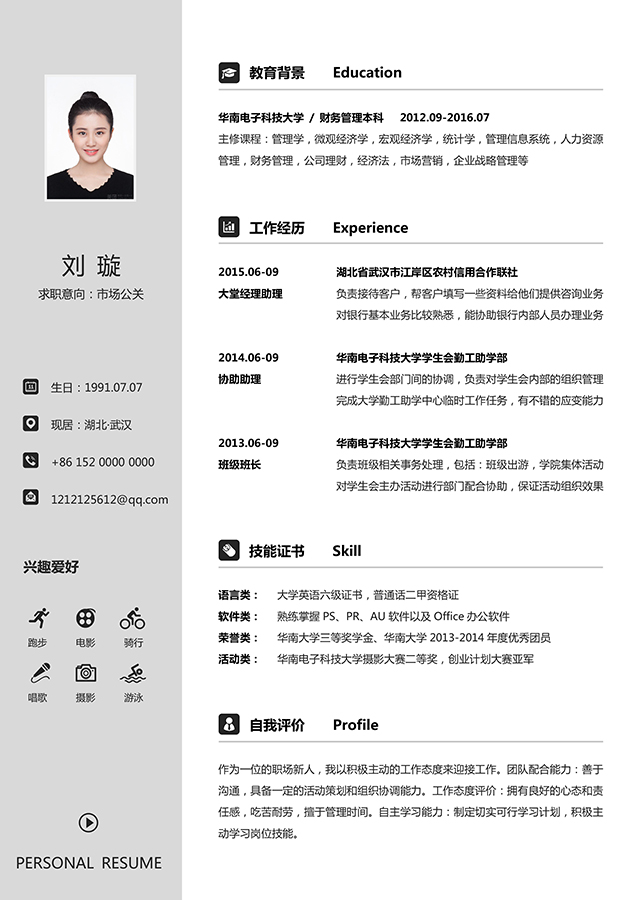 刘 璇
求职意向：市场公关
生日：1991.07.07
现居：湖北·武汉
+86 152 0000 0000
1212125612@qq.com
兴趣爱好
跑步 电影 骑行
唱歌 摄影 游泳
PERSONAL RESUME
教育背景 Education
华南电子科技大学 / 财务管理本科 2012.09-2016.07
主修课程：管理学，微观经济学，宏观经济学，统计学，管理信息系统，人力资源
管理，财务管理，公司理财，经济法，市场营销，企业战略管理等
工作经历 Experience
2015.06-09 湖北省武汉市江岸区农村信用合作联社
大堂经理助理 负责接待客户，帮客户填写一些资料给他们提供咨询业务
对银行基本业务比较熟悉，能协助银行内部人员办理业务
2014.06-09 华南电子科技大学学生会勤工助学部
协助助理 进行学生会部门间的协调，负责对学生会内部的组织管理
完成大学勤工助学中心临时工作任务，有不错的应变能力
2013.06-09 华南电子科技大学学生会勤工助学部
班级班长 负责班级相关事务处理，包括：班级出游，学院集体活动
对学生会主办活动进行部门配合协助，保证活动组织效果
技能证书 Skill
语言类： 大学英语六级证书，普通话二甲资格证
软件类： 熟练掌握 PS、PR、AU 软件以及 Office 办公软件
荣誉类： 华南大学三等奖学金、华南大学 2013-2014 年度优秀团员
活动类： 华南电子科技大学摄影大赛二等奖，创业计划大赛亚军
自我评价 Profile
作为一位的职场新人，我以积极主动的工作态度来迎接工作。团队配合能力：善于
沟通，具备一定的活动策划和组织协调能力。工作态度评价：拥有良好的心态和责
任感，吃苦耐劳，擅于管理时间。自主学习能力：制定切实可行学习计划，积极主
动学习岗位技能。